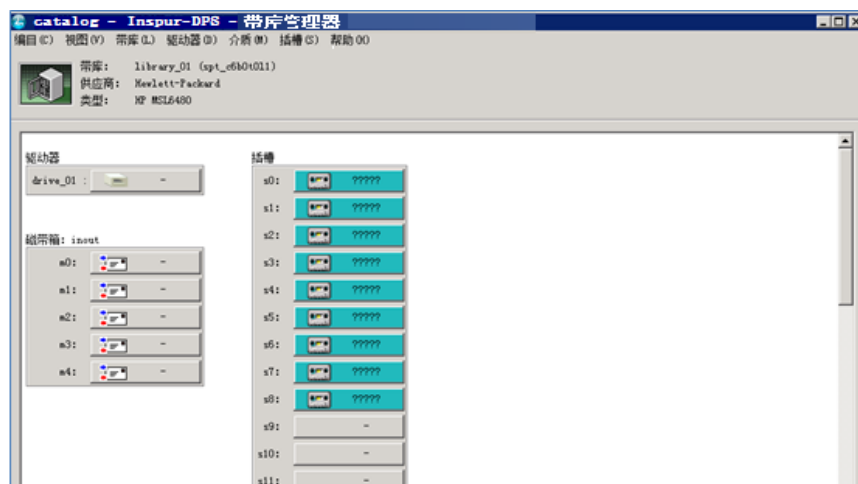 catalog - Inspur-DPS - 带库管理器
编目(C) 视图(V) 带库(L) 驱动器(D) 介质(M) 插槽(S) 帮助(X)
带库: library_01 (spt_c6b0t0l1)
供应商: Hewlett-Packard
类型: HP MSL6480
驱动器
drive_01 : -
磁带箱: inout
m0: -
m1: -
m2: -
m3: -
m4: -
插槽
s0: ?????
s1: ?????
s2: ?????
s3: ?????
s4: ?????
s5: ?????
s6: ?????
s7: ?????
s8: ?????
s9: -
s10: -
s11: -